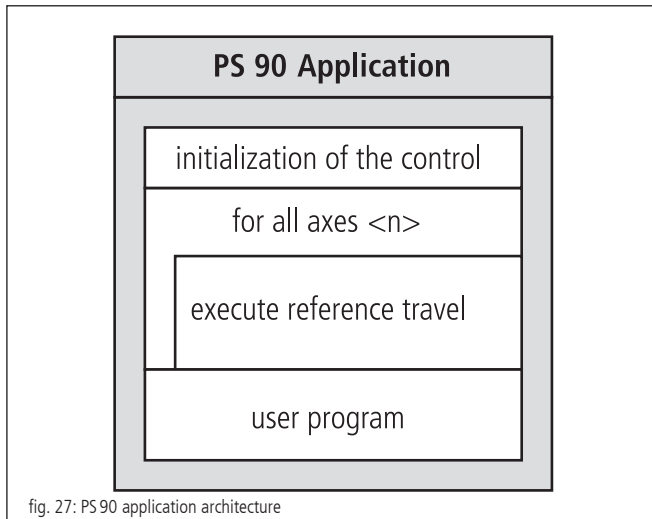 PS 90 Application
initialization of the control
for all axes <n>
execute reference travel
user program
fig. 27: PS 90 application architecture